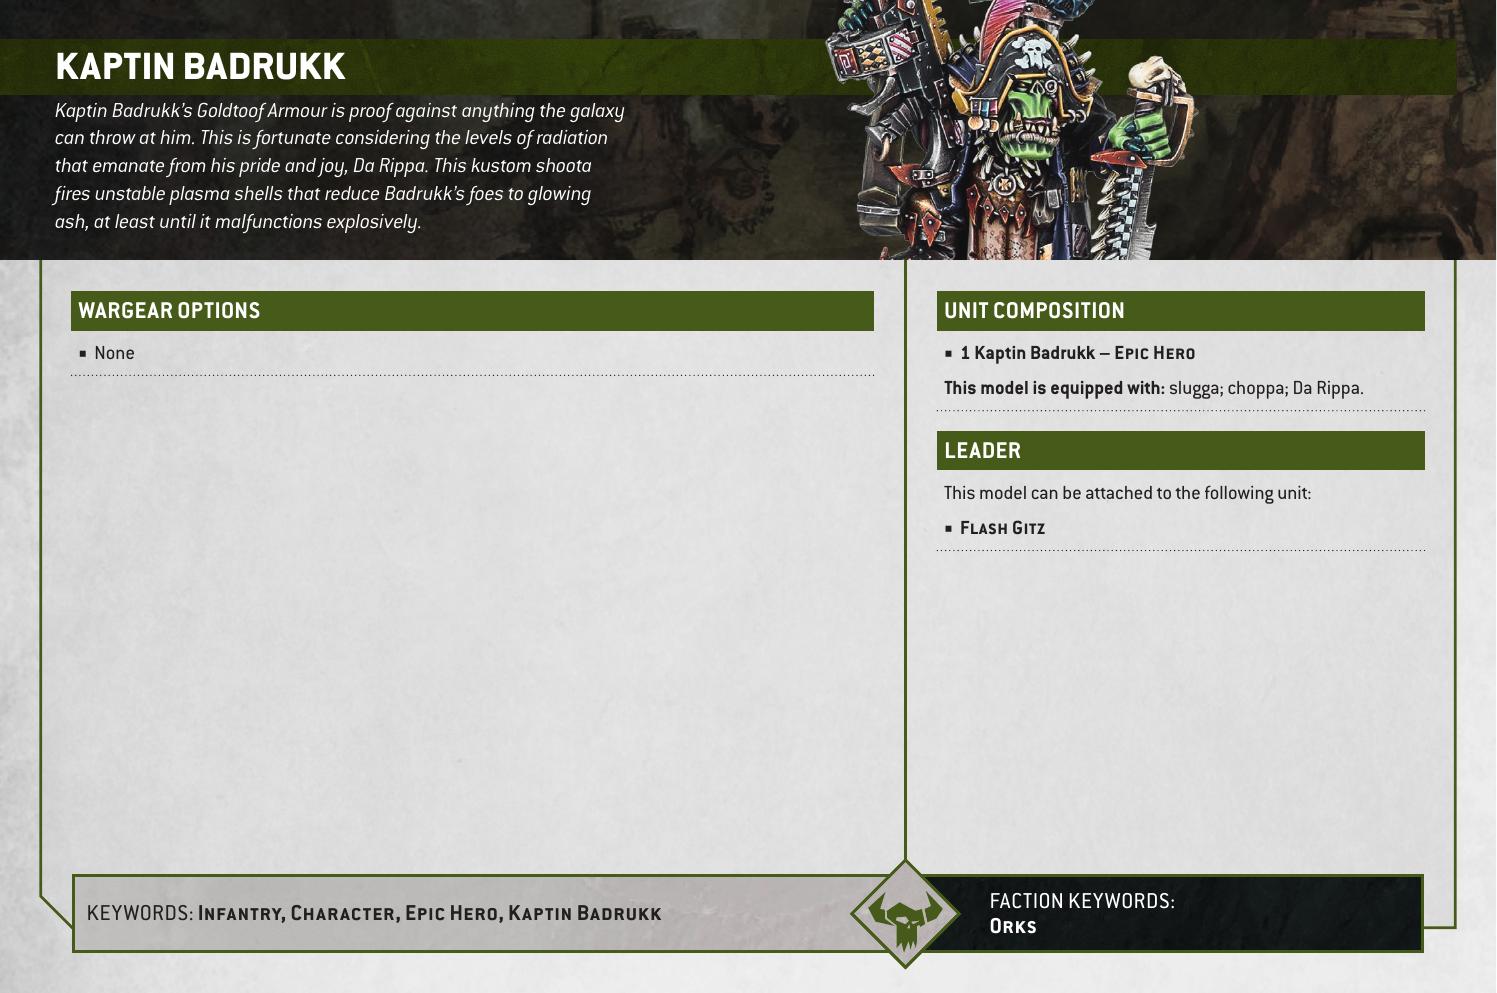 KAPTIN BADRUKK
Kaptin Badrukk’s Goldtoof Armour is proof against anything the galaxy
can throw at him. This is fortunate considering the levels of radiation
that emanate from his pride and joy, Da Rippa. This kustom shoota
fires unstable plasma shells that reduce Badrukk’s foes to glowing
ash, at least until it malfunctions explosively.
WARGEAR OPTIONS
■ None
UNIT COMPOSITION
■ 1 Kaptin Badrukk – Epic Hero
This model is equipped with: slugga; choppa; Da Rippa.
LEADER
This model can be attached to the following unit:
■ Flash Gitz
KEYWORDS: Infantry, Character, Epic Hero, Kaptin Badrukk
FACTION KEYWORDS:
Orks